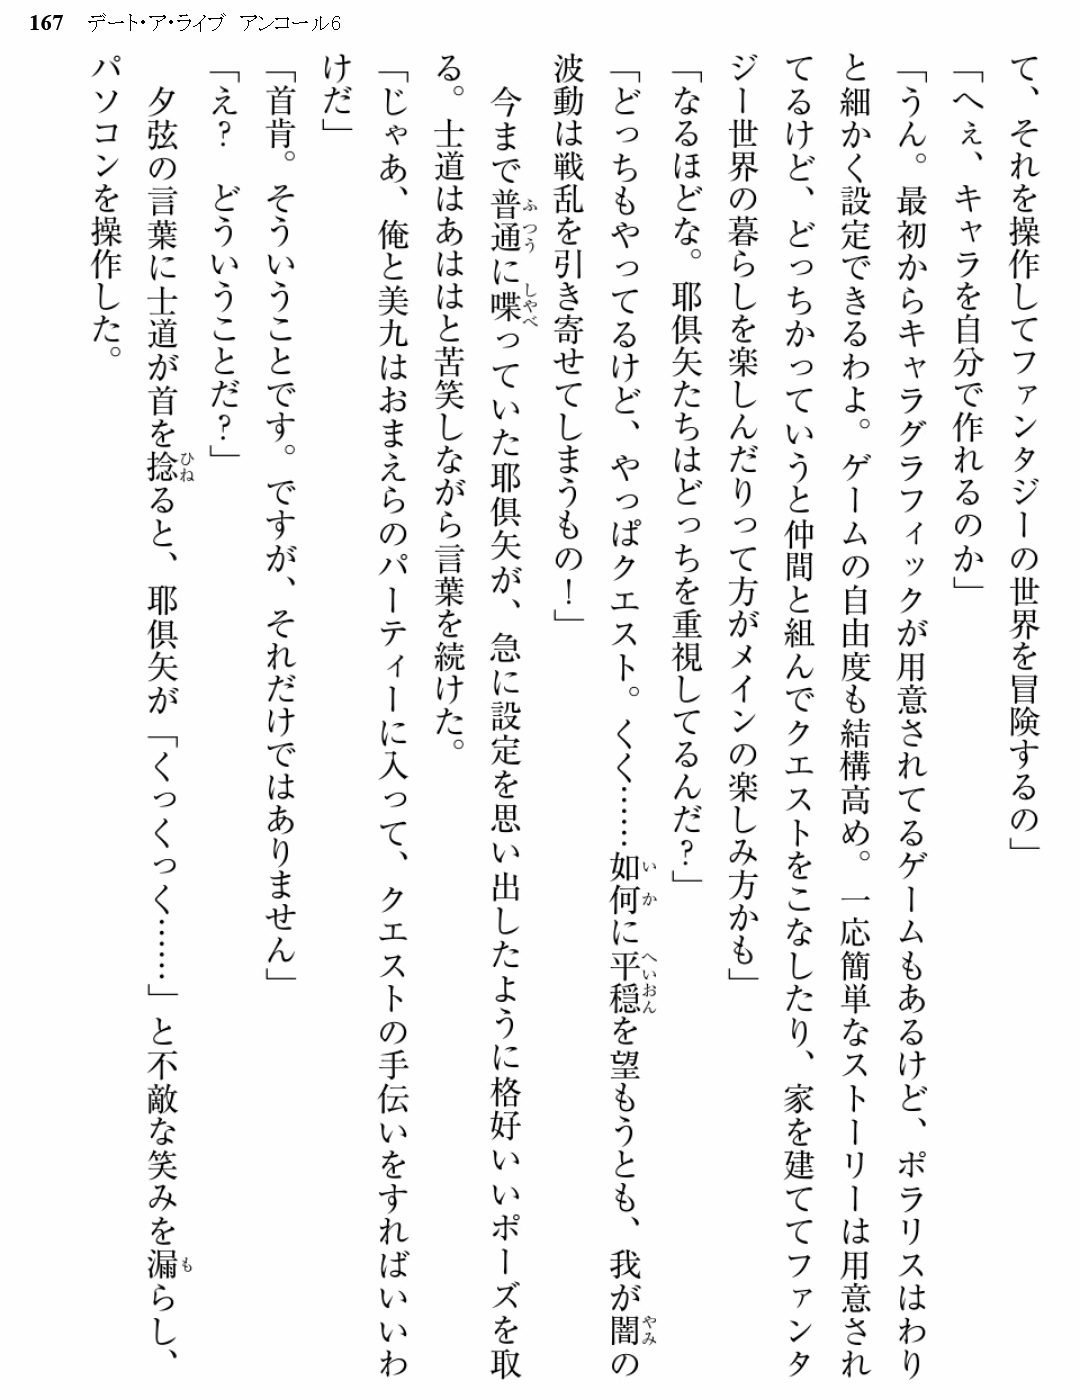 167 デート・ア・ライブ アンコール6
て、それを操作してファンタジーの世界を冒険するの」
「へぇ、キャラを自分で作れるのか」
「うん。最初からキャラグラフィックが用意されてるゲームもあるけど、ポラリスはわり
と細かく設定できるわよ。ゲームの自由度も結構高め。一応簡単なストーリーは用意され
てるけど、どっちかっていうと仲間と組んでクエストをこなしたり、家を建ててファンタ
ジー世界の暮らしを楽しんだりって方がメインの楽しみ方かも」
「なるほどな。耶倶矢たちはどっちを重視してるんだ?」
「どっちもやってるけど、やっぱクエスト。くく……如何に平穏を望もうとも、我が闇の
波動は戦乱を引き寄せてしまうもの!」
今まで普通に喋っていた耶倶矢が、急に設定を思い出したように格好いいポーズを取
る。士道はあははと苦笑しながら言葉を続けた。
「じゃあ、俺と美九はおまえらのパーティーに入って、クエストの手伝いをすればいいわ
けだ」
「首肯。そういうことです。ですが、それだけではありません」
「え? どういうことだ?」
夕弦の言葉に士道が首を捻ると、耶倶矢が「くっくっく……」と不敵な笑みを漏らし、
パソコンを操作した。